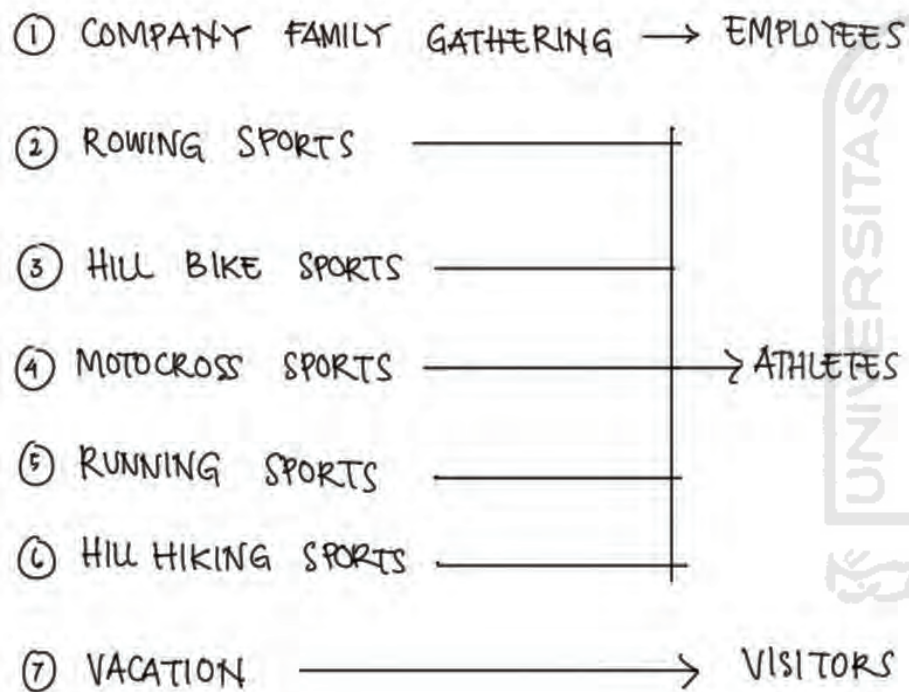 ① COMPANY FAMILY GATHERING → EMPLOYEES
② ROWING SPORTS
③ HILL BIKE SPORTS
④ MOTOCROSS SPORTS → ATHLETES
⑤ RUNNING SPORTS
⑥ HILL HIKING SPORTS
⑦ VACATION → VISITORS
UNIVERSITAS